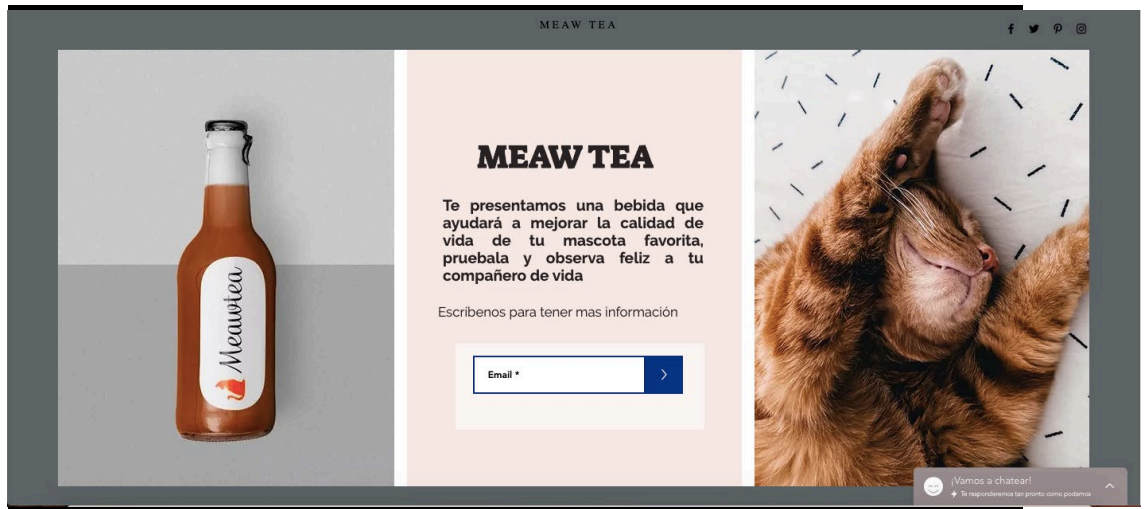 MEAW TEA
Meawtea
MEAW TEA
Te presentamos una bebida que
ayudará a mejorar la calidad de
vida de tu mascota favorita,
pruebala y observa feliz a tu
compañero de vida
Escríbenos para tener mas información
Email *
¡Vamos a chatear!
Te responderemos tan pronto como podamos